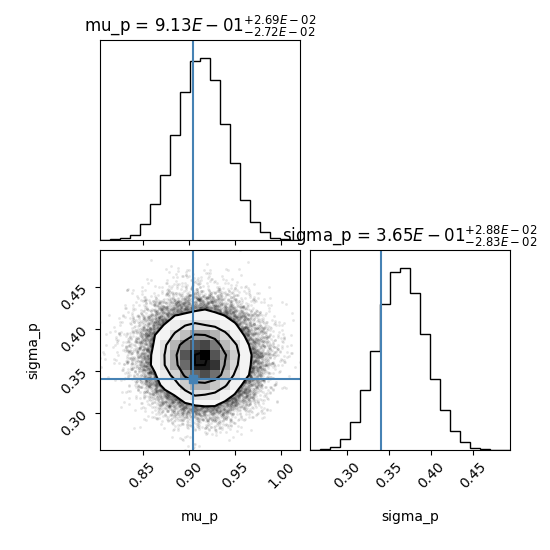 mu_p = 9.13E − 01 +2.69E−02 −2.72E−02
sigma_p = 3.65E − 01 +2.88E−02 −2.83E−02
0.45
0.40
0.35
0.30
sigma_p
0.85 0.90 0.95 1.00
mu_p
0.30 0.35 0.40 0.45
sigma_p